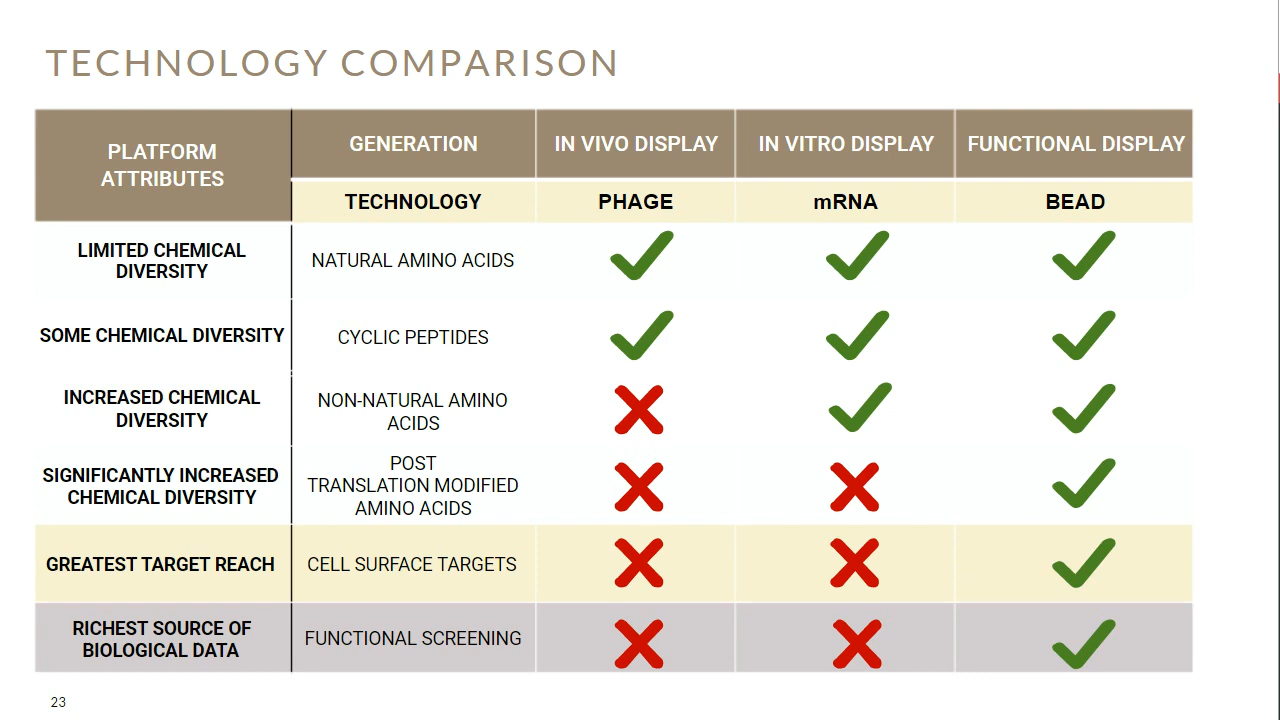 TECHNOLOGY COMPARISON
PLATFORM
ATTRIBUTES
GENERATION
IN VIVO DISPLAY
IN VITRO DISPLAY
FUNCTIONAL DISPLAY
TECHNOLOGY
PHAGE
mRNA
BEAD
LIMITED CHEMICAL
DIVERSITY
NATURAL AMINO ACIDS
SOME CHEMICAL DIVERSITY
CYCLIC PEPTIDES
INCREASED CHEMICAL
DIVERSITY
NON-NATURAL AMINO
ACIDS
SIGNIFICANTLY INCREASED
CHEMICAL DIVERSITY
POST
TRANSLATION MODIFIED
AMINO ACIDS
GREATEST TARGET REACH
CELL SURFACE TARGETS
RICHEST SOURCE OF
BIOLOGICAL DATA
FUNCTIONAL SCREENING
23